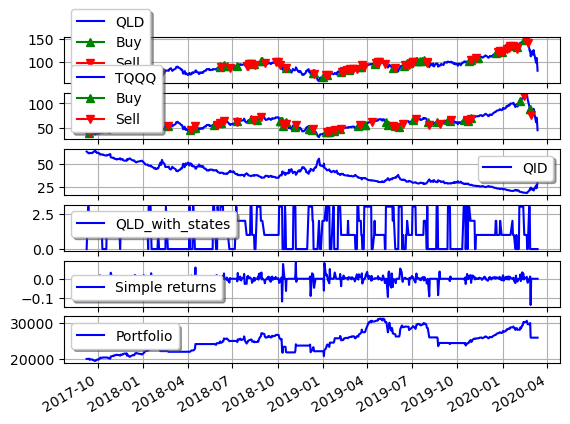 QLD
Buy
Sell
150
100
TQQQ
Buy
Sell
100
50
QID
50
25
QLD_with_states
2.5
0.0
Simple returns
0.0
−0.1
Portfolio
30000
20000
2017-10
2018-01
2018-04
2018-07
2018-10
2019-01
2019-04
2019-07
2019-10
2020-01
2020-04